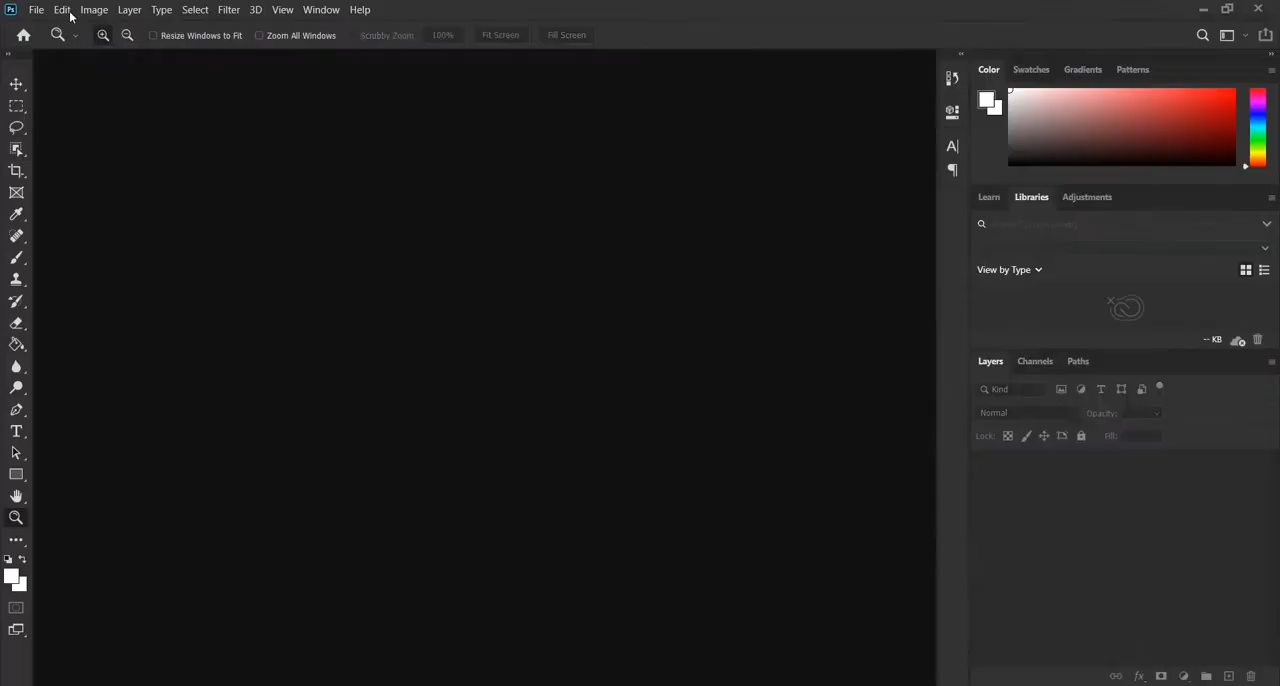 Ps File Edit Image Layer Type Select Filter 3D View Window Help
Resize Windows to Fit Zoom All Windows Scrubby Zoom 100% Fit Screen Fill Screen
Color Swatches Gradients Patterns
Learn Libraries Adjustments
View by Type
-- KB
Layers Channels Paths
Kind
Normal Opacity:
Lock: Fill: